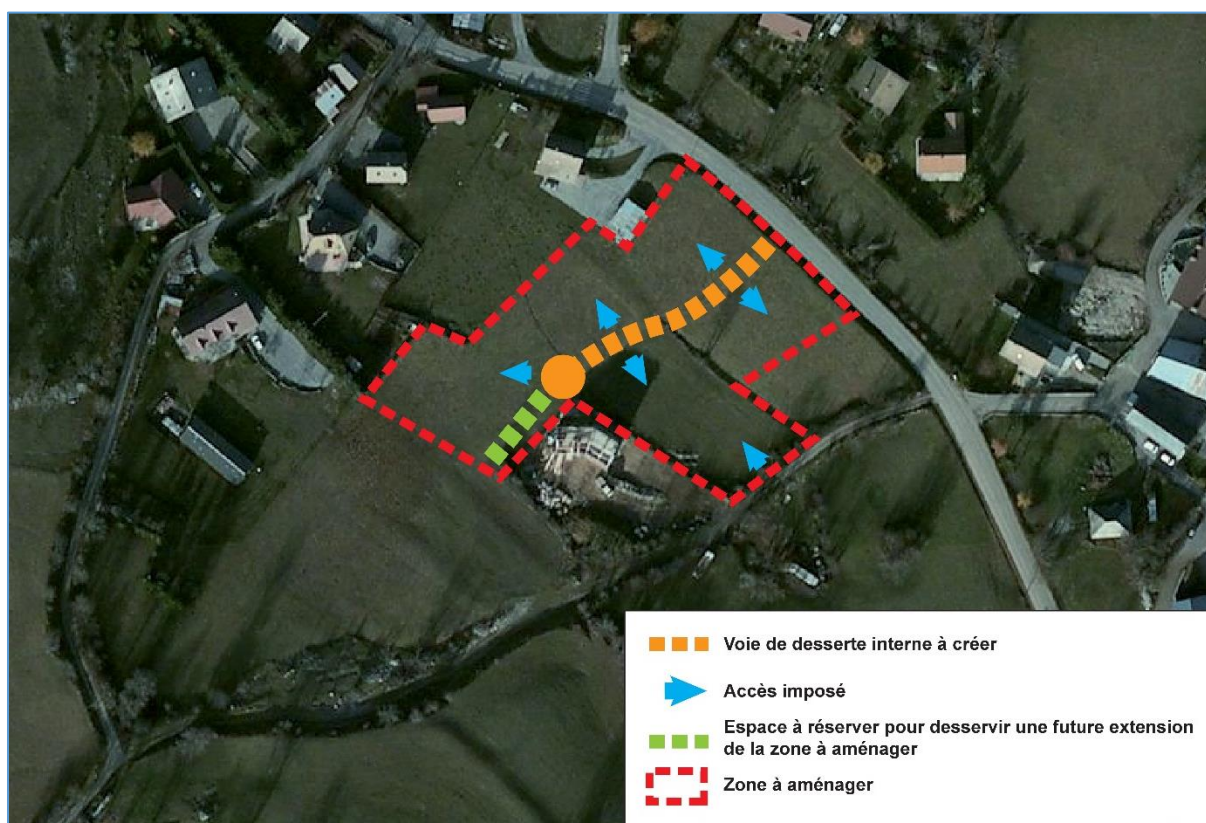 Voie de desserte interne à créer
Accès imposé
Espace à réserver pour desservir une future extension
de la zone à aménager
Zone à aménager